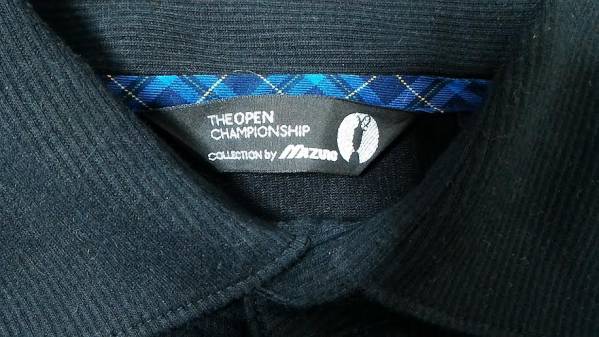 THE OPEN
CHAMPIONSHIP
COLLECTION by MIZUNO